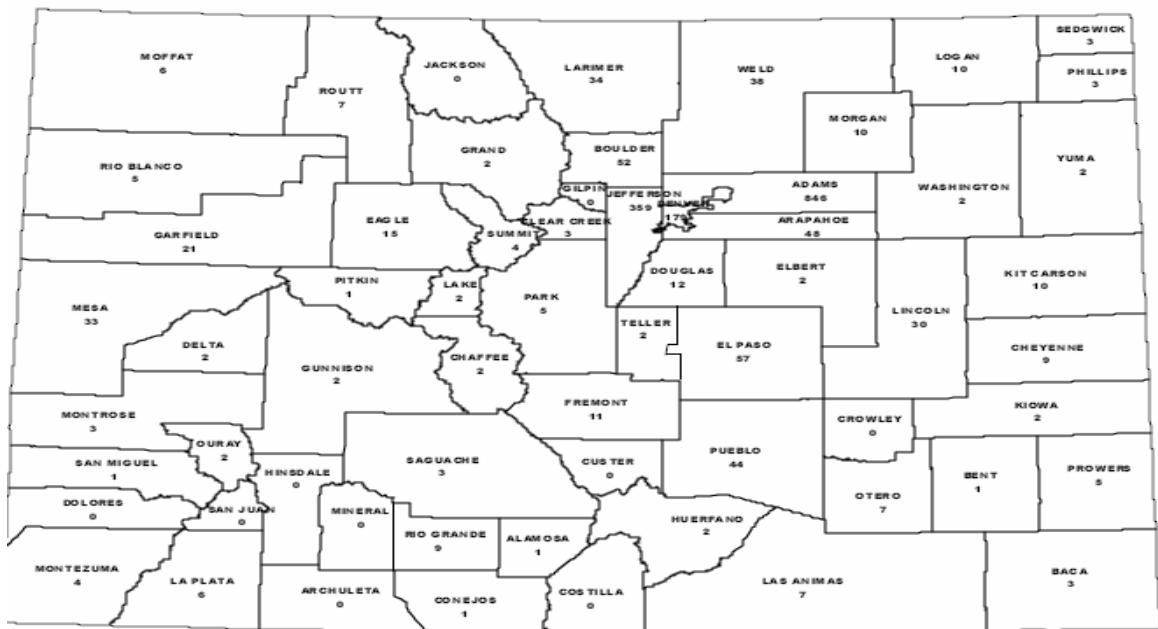 SEDGWICK
3
MOFFAT
6
JACKSON
0
LARIMER
34
WELD
38
LOGAN
10
PHILLIPS
3
ROUTT
7
MORGAN
10
RIO BLANCO
5
GRAND
2
BOULDER
52
YUMA
2
GILPIN
0
JEFFERSON
359
ADAMS
846
WASHINGTON
2
DENVER
179
EAGLE
15
CLEAR CREEK
3
ARAPAHOE
48
GARFIELD
21
SUMMIT
4
DOUGLAS
12
ELBERT
2
KIT CARSON
10
PITKIN
1
LAKE
2
PARK
5
MESA
33
LINCOLN
30
TELLER
2
DELTA
2
EL PASO
57
CHEYENNE
9
CHAFFEE
2
GUNNISON
2
FREMONT
11
KIOWA
2
MONTROSE
3
CROWLEY
0
OURAY
2
PUEBLO
44
SAN MIGUEL
1
HINSDALE
0
SAGUACHE
3
CUSTER
0
BENT
1
PROWERS
5
DOLORES
0
SAN JUAN
0
MINERAL
0
OTERO
7
HUERFANO
2
RIO GRANDE
9
ALAMOSA
1
MONTEZUMA
4
LA PLATA
6
ARCHULETA
0
CONEJOS
1
COSTILLA
0
LAS ANIMAS
7
BACA
3